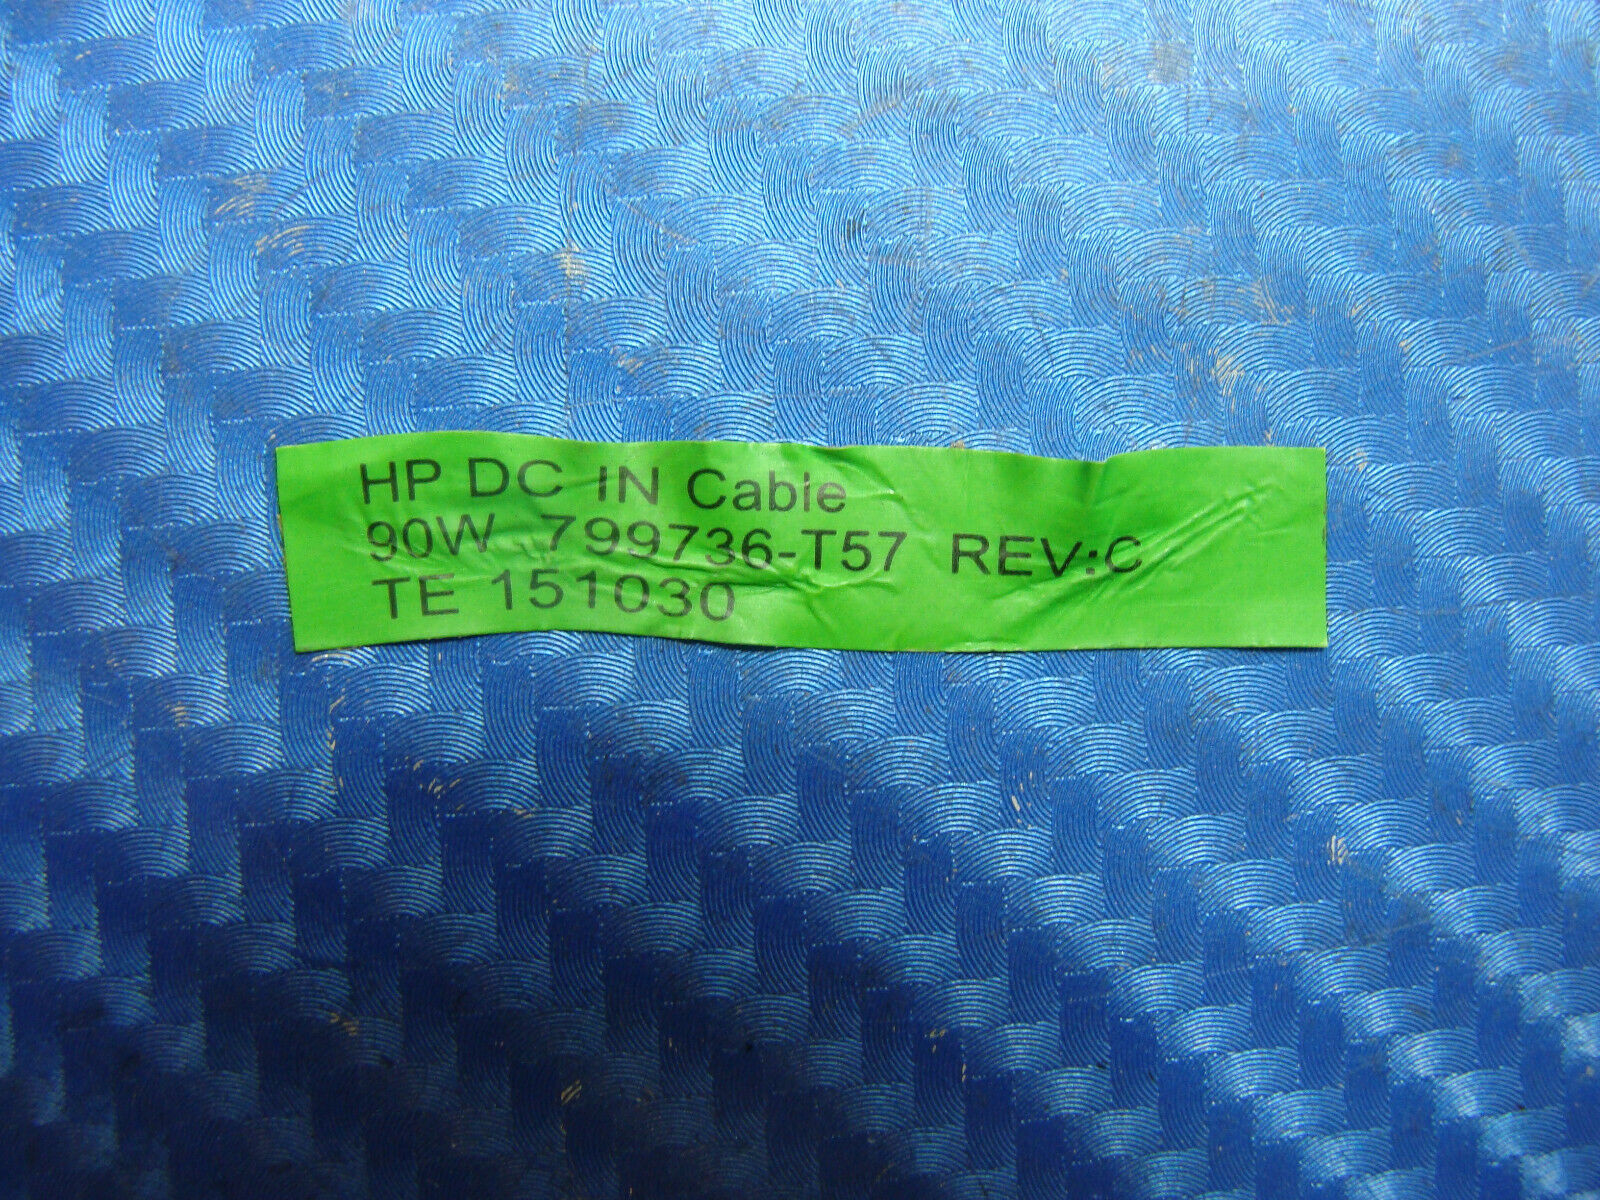 HP DC IN Cable
90W 799736-T57 REV:C
TE 151030